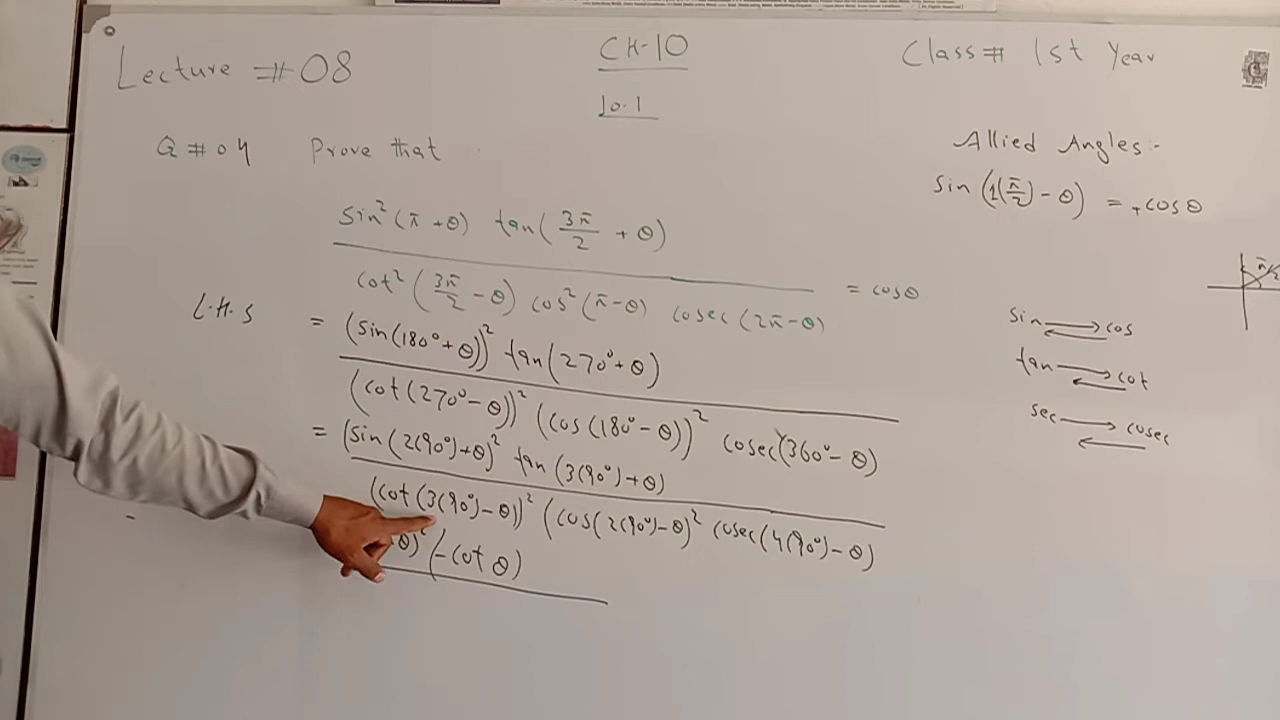 Lecture # 08
CH-10
Class # 1st Year
10.1
Q # 04 Prove that
Allied Angles:-
sin (1(π/2) - θ) = +cosθ
sin²(π+θ) tan(3π/2 + θ)
cot²(3π/2 - θ) cos²(π-θ) cosec(2π-θ) = cosθ
π/2
L.H.S = (sin(180°+θ))² tan(270°+θ)
(cot(270°-θ))² (cos(180°-θ))² cosec(360°-θ)
sin ⇄ cos
tan ⇄ cot
sec ⇄ cosec
= (sin(2(90°)+θ)² tan(3(90°)+θ)
(cot(3(90°)-θ))² (cos(2(90°)-θ)² cosec(4(90°)-θ)
= θ)² (-cot θ)